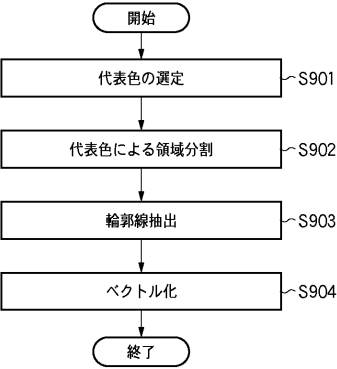 開始
代表色の選定 S901
代表色による領域分割 S902
輪郭線抽出 S903
ベクトル化 S904
終了